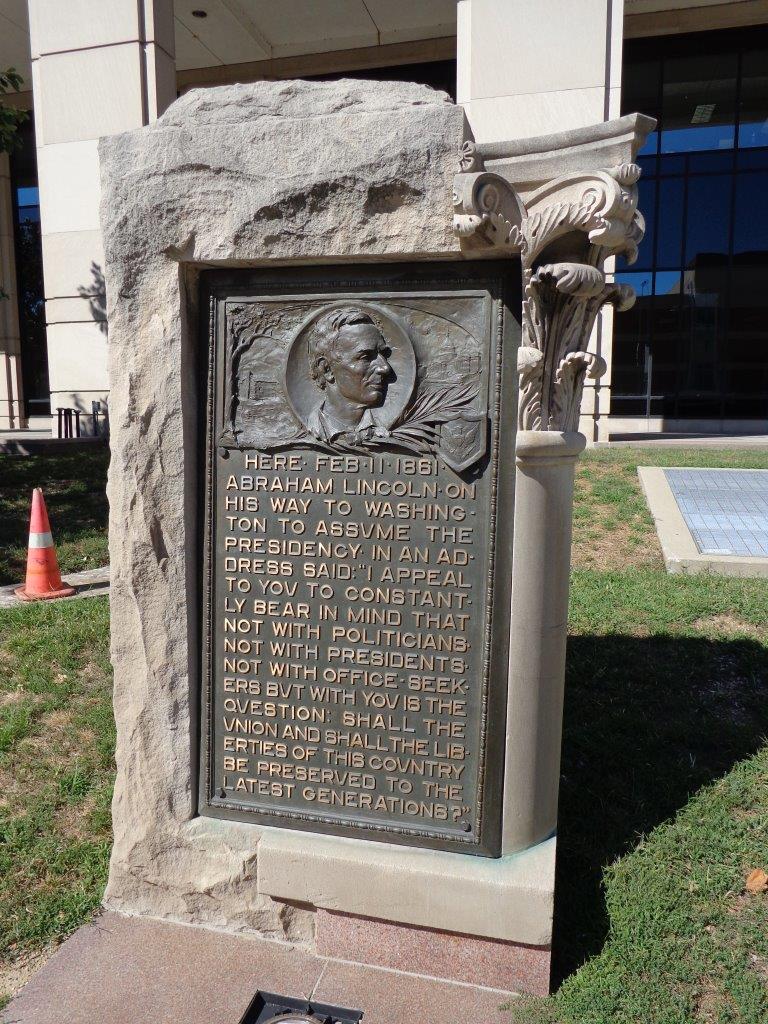 HERE·FEB·11·1861·
ABRAHAM LINCOLN·ON
HIS WAY TO WASHING-
TON TO ASSVME THE
PRESIDENCY·IN AN AD-
DRESS SAID:"I APPEAL
TO YOV TO CONSTANT-
LY BEAR IN MIND THAT
NOT WITH POLITICIANS·
NOT WITH PRESIDENTS·
NOT WITH OFFICE-SEEK-
ERS BVT WITH YOV IS THE
QVESTION: SHALL THE
VNION AND SHALL THE LIB-
ERTIES OF THIS COVNTRY
BE PRESERVED TO THE
LATEST GENERATIONS?"